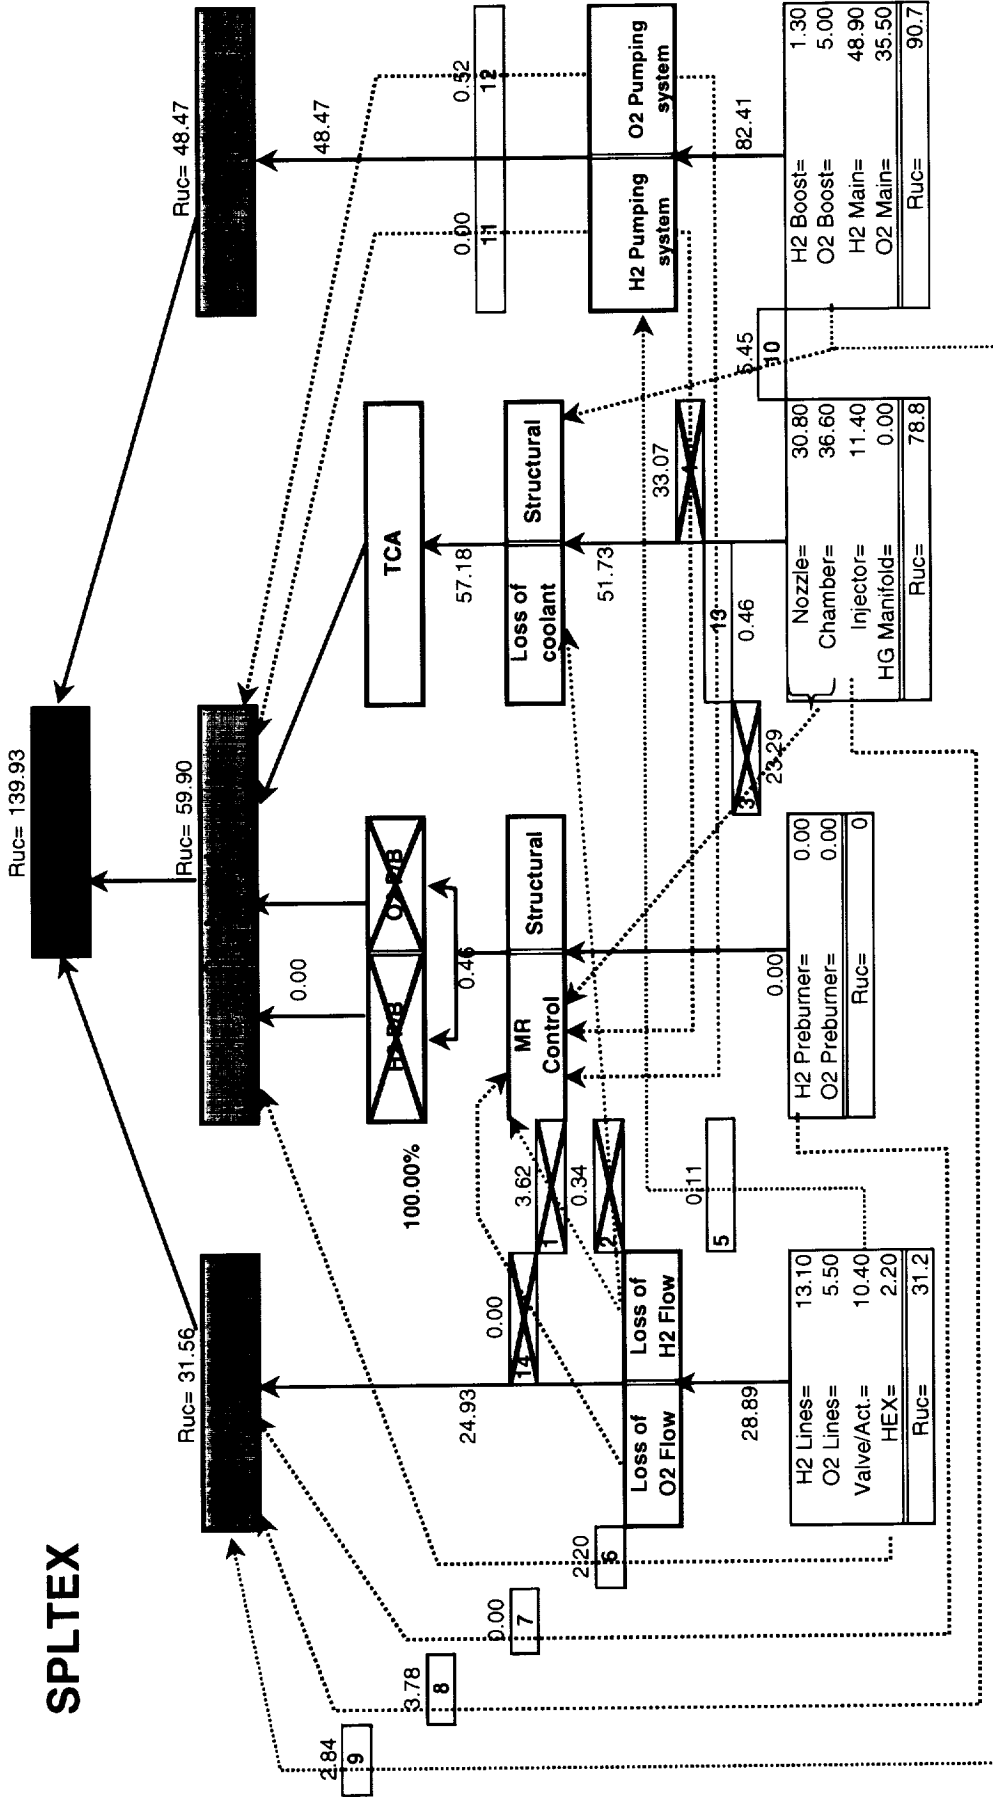 SPLTEX
Ruc= 139.93
Ruc= 31.56
Ruc= 59.90
Ruc= 48.47
0.00
48.47
TCA
100.00%
2.84
9
3.78
8
0.00
7
2.20
6
24.93
0.00
14
3.62
1
0.34
2
0.46
MR Control
Structural
57.18
Loss of coolant
Structural
0.00
11
0.52
12
51.73
33.07
4
H2 Pumping system
O2 Pumping system
Loss of O2 Flow
Loss of H2 Flow
0.11
5
13
0.46
3
23.29
5.45
10
28.89
0.00
82.41
H2 Lines= 13.10
O2 Lines= 5.50
Valve/Act.= 10.40
HEX= 2.20
Ruc= 31.2
H2 Preburner= 0.00
O2 Preburner= 0.00
Ruc= 0
Nozzle= 30.80
Chamber= 36.60
Injector= 11.40
HG Manifold= 0.00
Ruc= 78.8
H2 Boost= 1.30
O2 Boost= 5.00
H2 Main= 48.90
O2 Main= 35.50
Ruc= 90.7